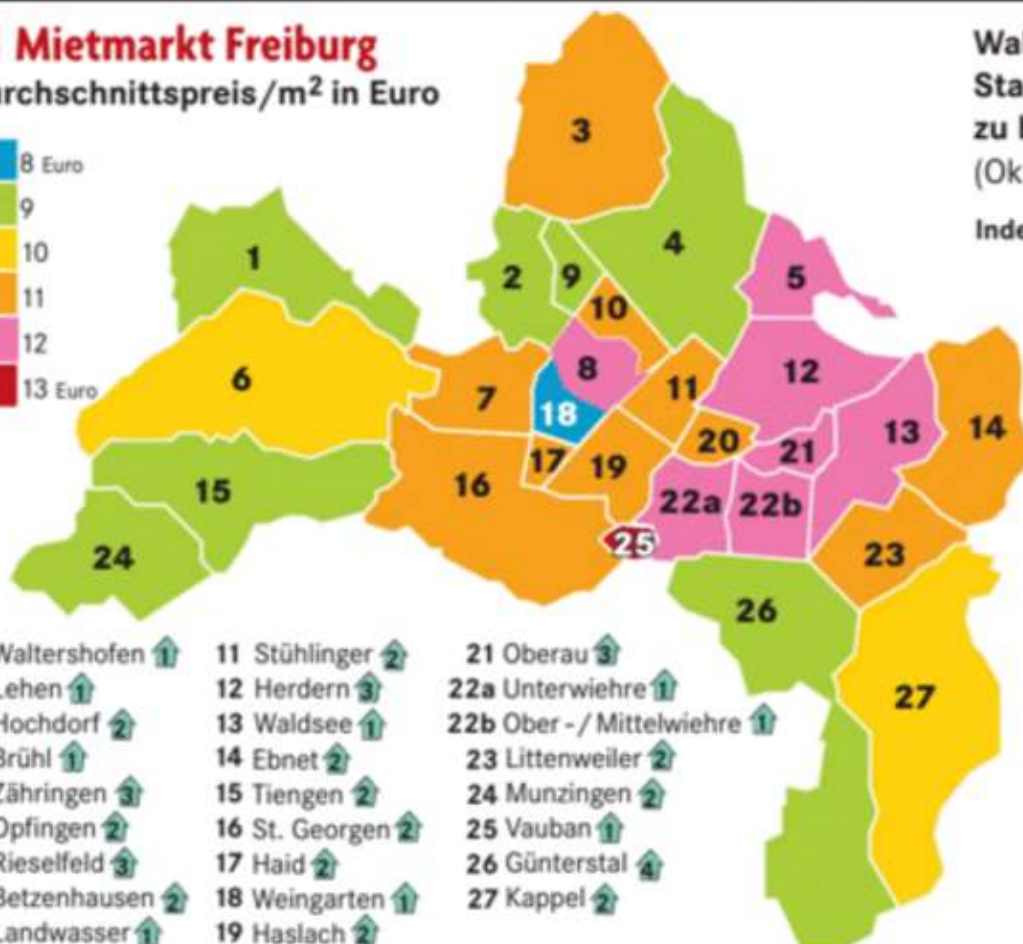 Mietmarkt Freiburg
urchschnittspreis/m² in Euro
8 Euro
9
10
11
12
13 Euro
Wa
Sta
zu
(Ok
Inde
3
4
1
2
9
5
10
6
8
12
7
11
18
13
14
20
21
17
19
16
15
22a
22b
25
23
24
26
27
Waltershofen 1
Lehen 1
Hochdorf 2
Brühl 1
Zähringen 3
Opfingen 2
Rieselfeld 3
Betzenhausen 2
Landwasser 1
11 Stühlinger 2
12 Herdern 3
13 Waldsee 1
14 Ebnet 2
15 Tiengen 2
16 St. Georgen 2
17 Haid 2
18 Weingarten 1
19 Haslach 2
21 Oberau 3
22a Unterwiehre 1
22b Ober-/Mittelwiehre 1
23 Littenweiler 2
24 Munzingen 2
25 Vauban 1
26 Günterstal 4
27 Kappel 2